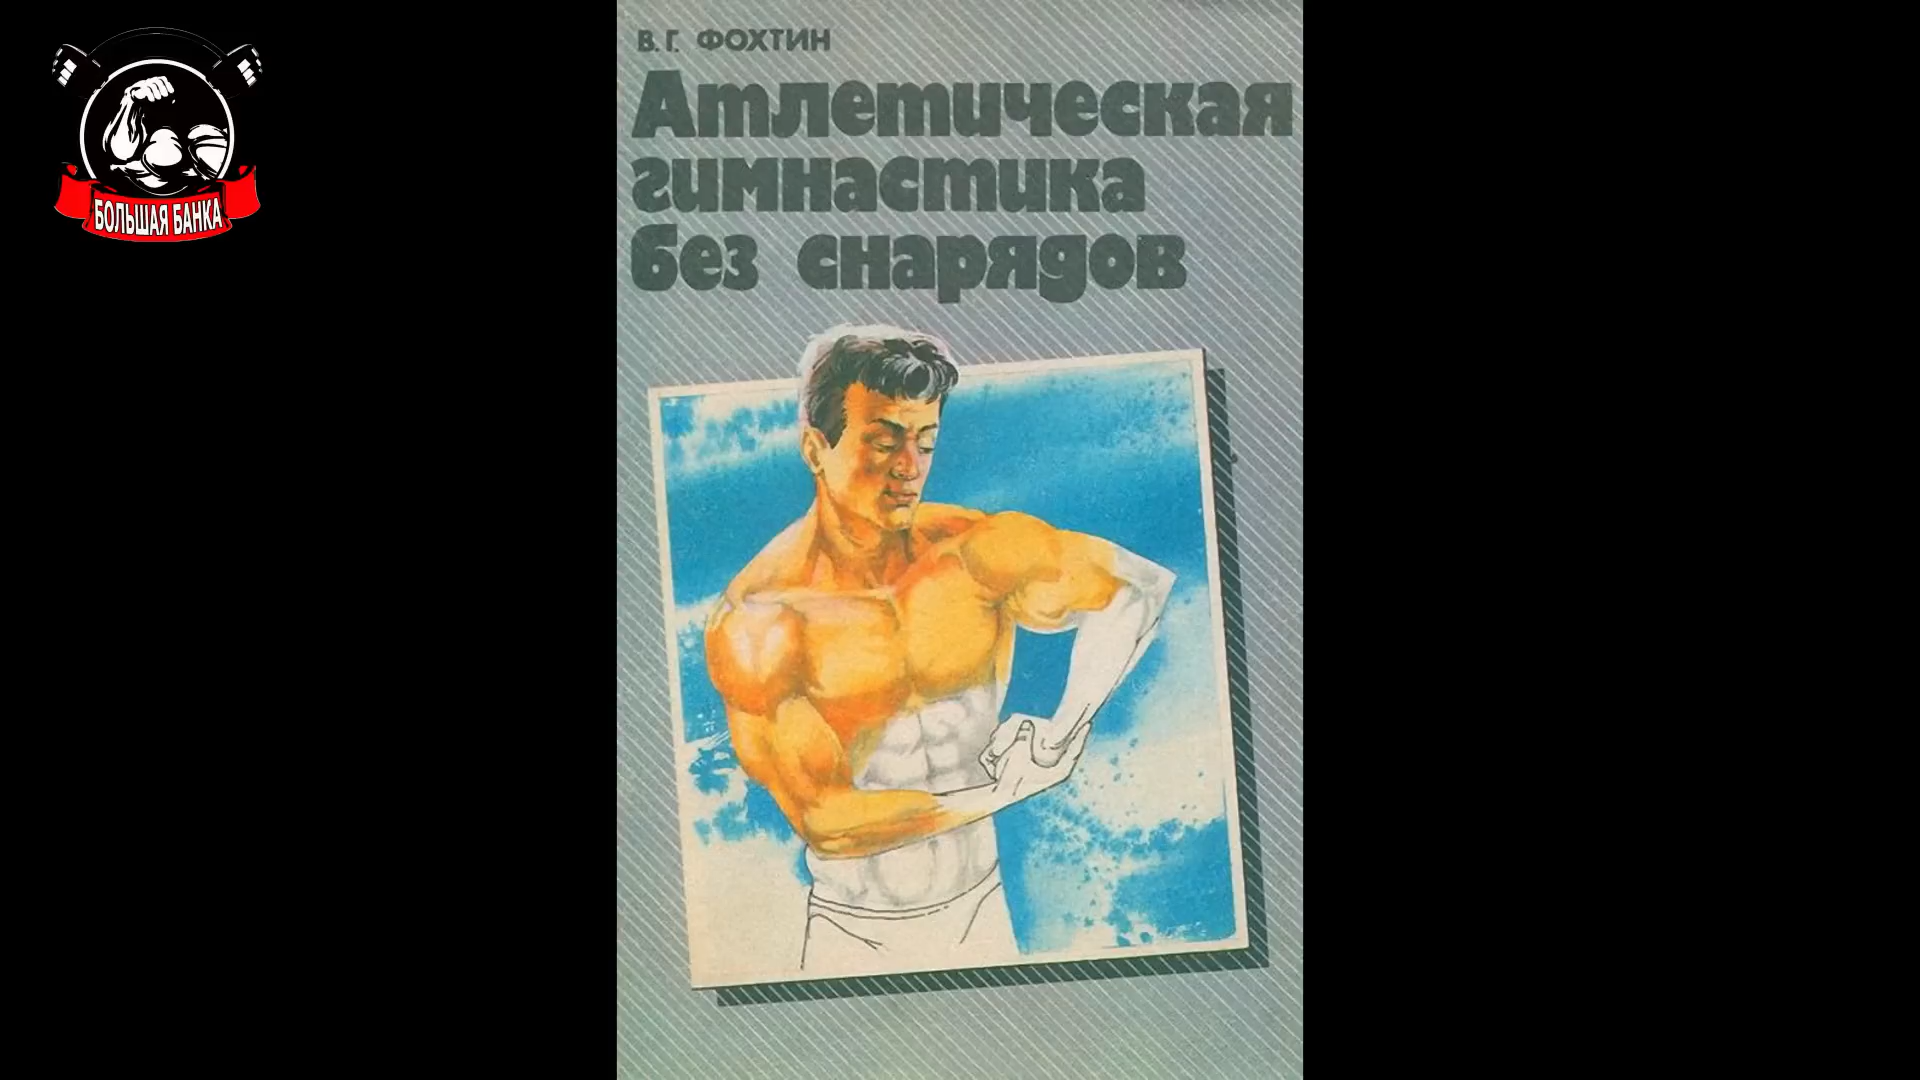 БОЛЬШАЯ БАНКА
В. Г. ФОХТИН
Атлетическая
гимнастика
без снарядов